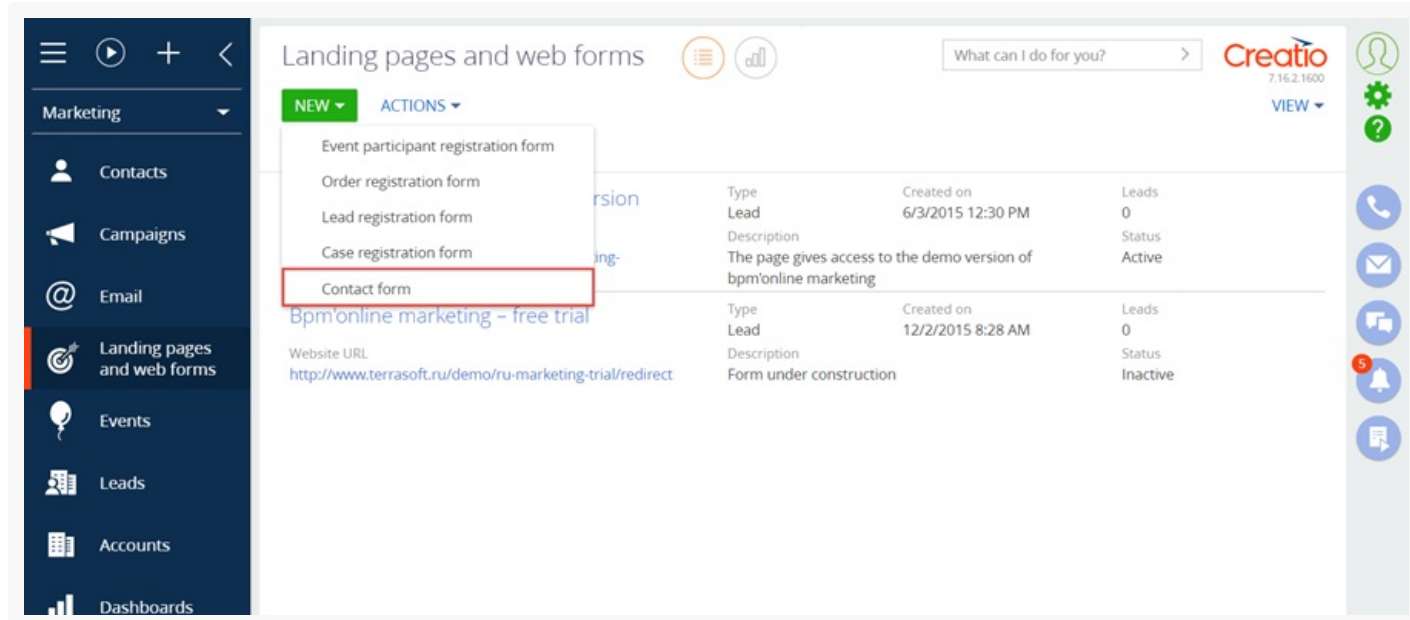 Landing pages and web forms
What can I do for you?
Creatio
7.16.2.1600
Marketing
NEW
ACTIONS
VIEW
Contacts
Campaigns
Email
Landing pages
and web forms
Events
Leads
Accounts
Dashboards
Event participant registration form
Order registration form
Lead registration form
Case registration form
Contact form
rsion
ing-
Type
Lead
Created on
6/3/2015 12:30 PM
Leads
0
Description
The page gives access to the demo version of
bpm'online marketing
Status
Active
Bpm'online marketing – free trial
Type
Lead
Created on
12/2/2015 8:28 AM
Leads
0
Website URL
http://www.terrasoft.ru/demo/ru-marketing-trial/redirect
Description
Form under construction
Status
Inactive
5